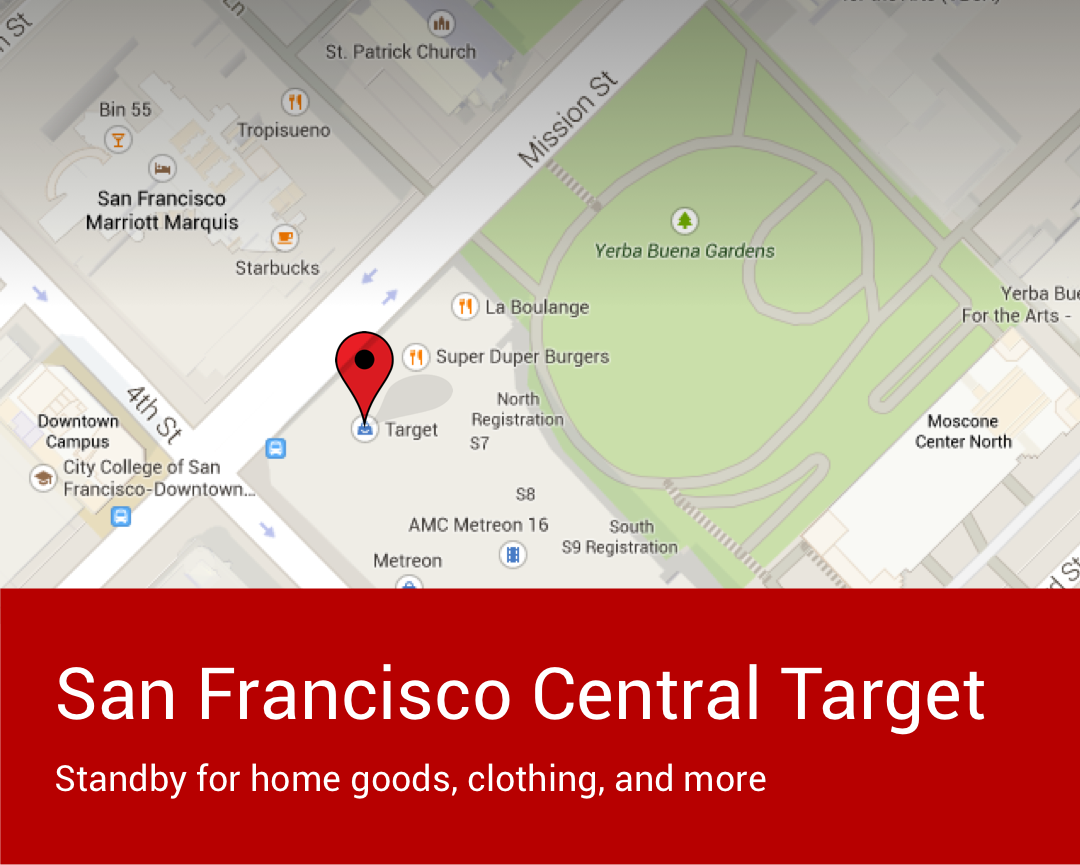 St. Patrick Church
Mission St
Bin 55
Tropisueno
San Francisco
Marriott Marquis
Starbucks
Yerba Buena Gardens
La Boulange
Yerba Bue
For the Arts -
Super Duper Burgers
4th St
North
Registration
Target
S7
Downtown
Campus
Moscone
Center North
City College of San
Francisco-Downtown...
S8
AMC Metreon 16
South
S9 Registration
Metreon
San Francisco Central Target
Standby for home goods, clothing, and more